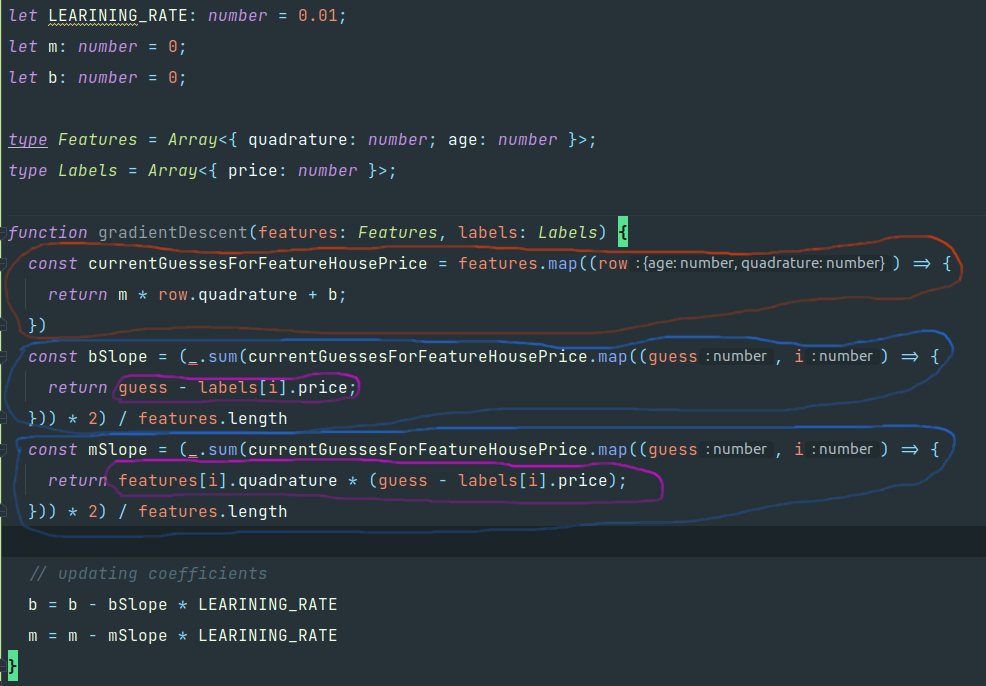 let LEARINING_RATE: number = 0.01;
let m: number = 0;
let b: number = 0;
type Features = Array<{ quadrature: number; age: number }>;
type Labels = Array<{ price: number }>;
function gradientDescent(features: Features, labels: Labels) {
const currentGuessesForFeatureHousePrice = features.map((row : {age: number, quadrature: number} ) => {
return m * row.quadrature + b;
})
const bSlope = (_.sum(currentGuessesForFeatureHousePrice.map((guess : number , i : number ) => {
return guess - labels[i].price;
})) * 2) / features.length
const mSlope = (_.sum(currentGuessesForFeatureHousePrice.map((guess : number , i : number ) => {
return features[i].quadrature * (guess - labels[i].price);
})) * 2) / features.length
// updating coefficients
b = b - bSlope * LEARINING_RATE
m = m - mSlope * LEARINING_RATE
}